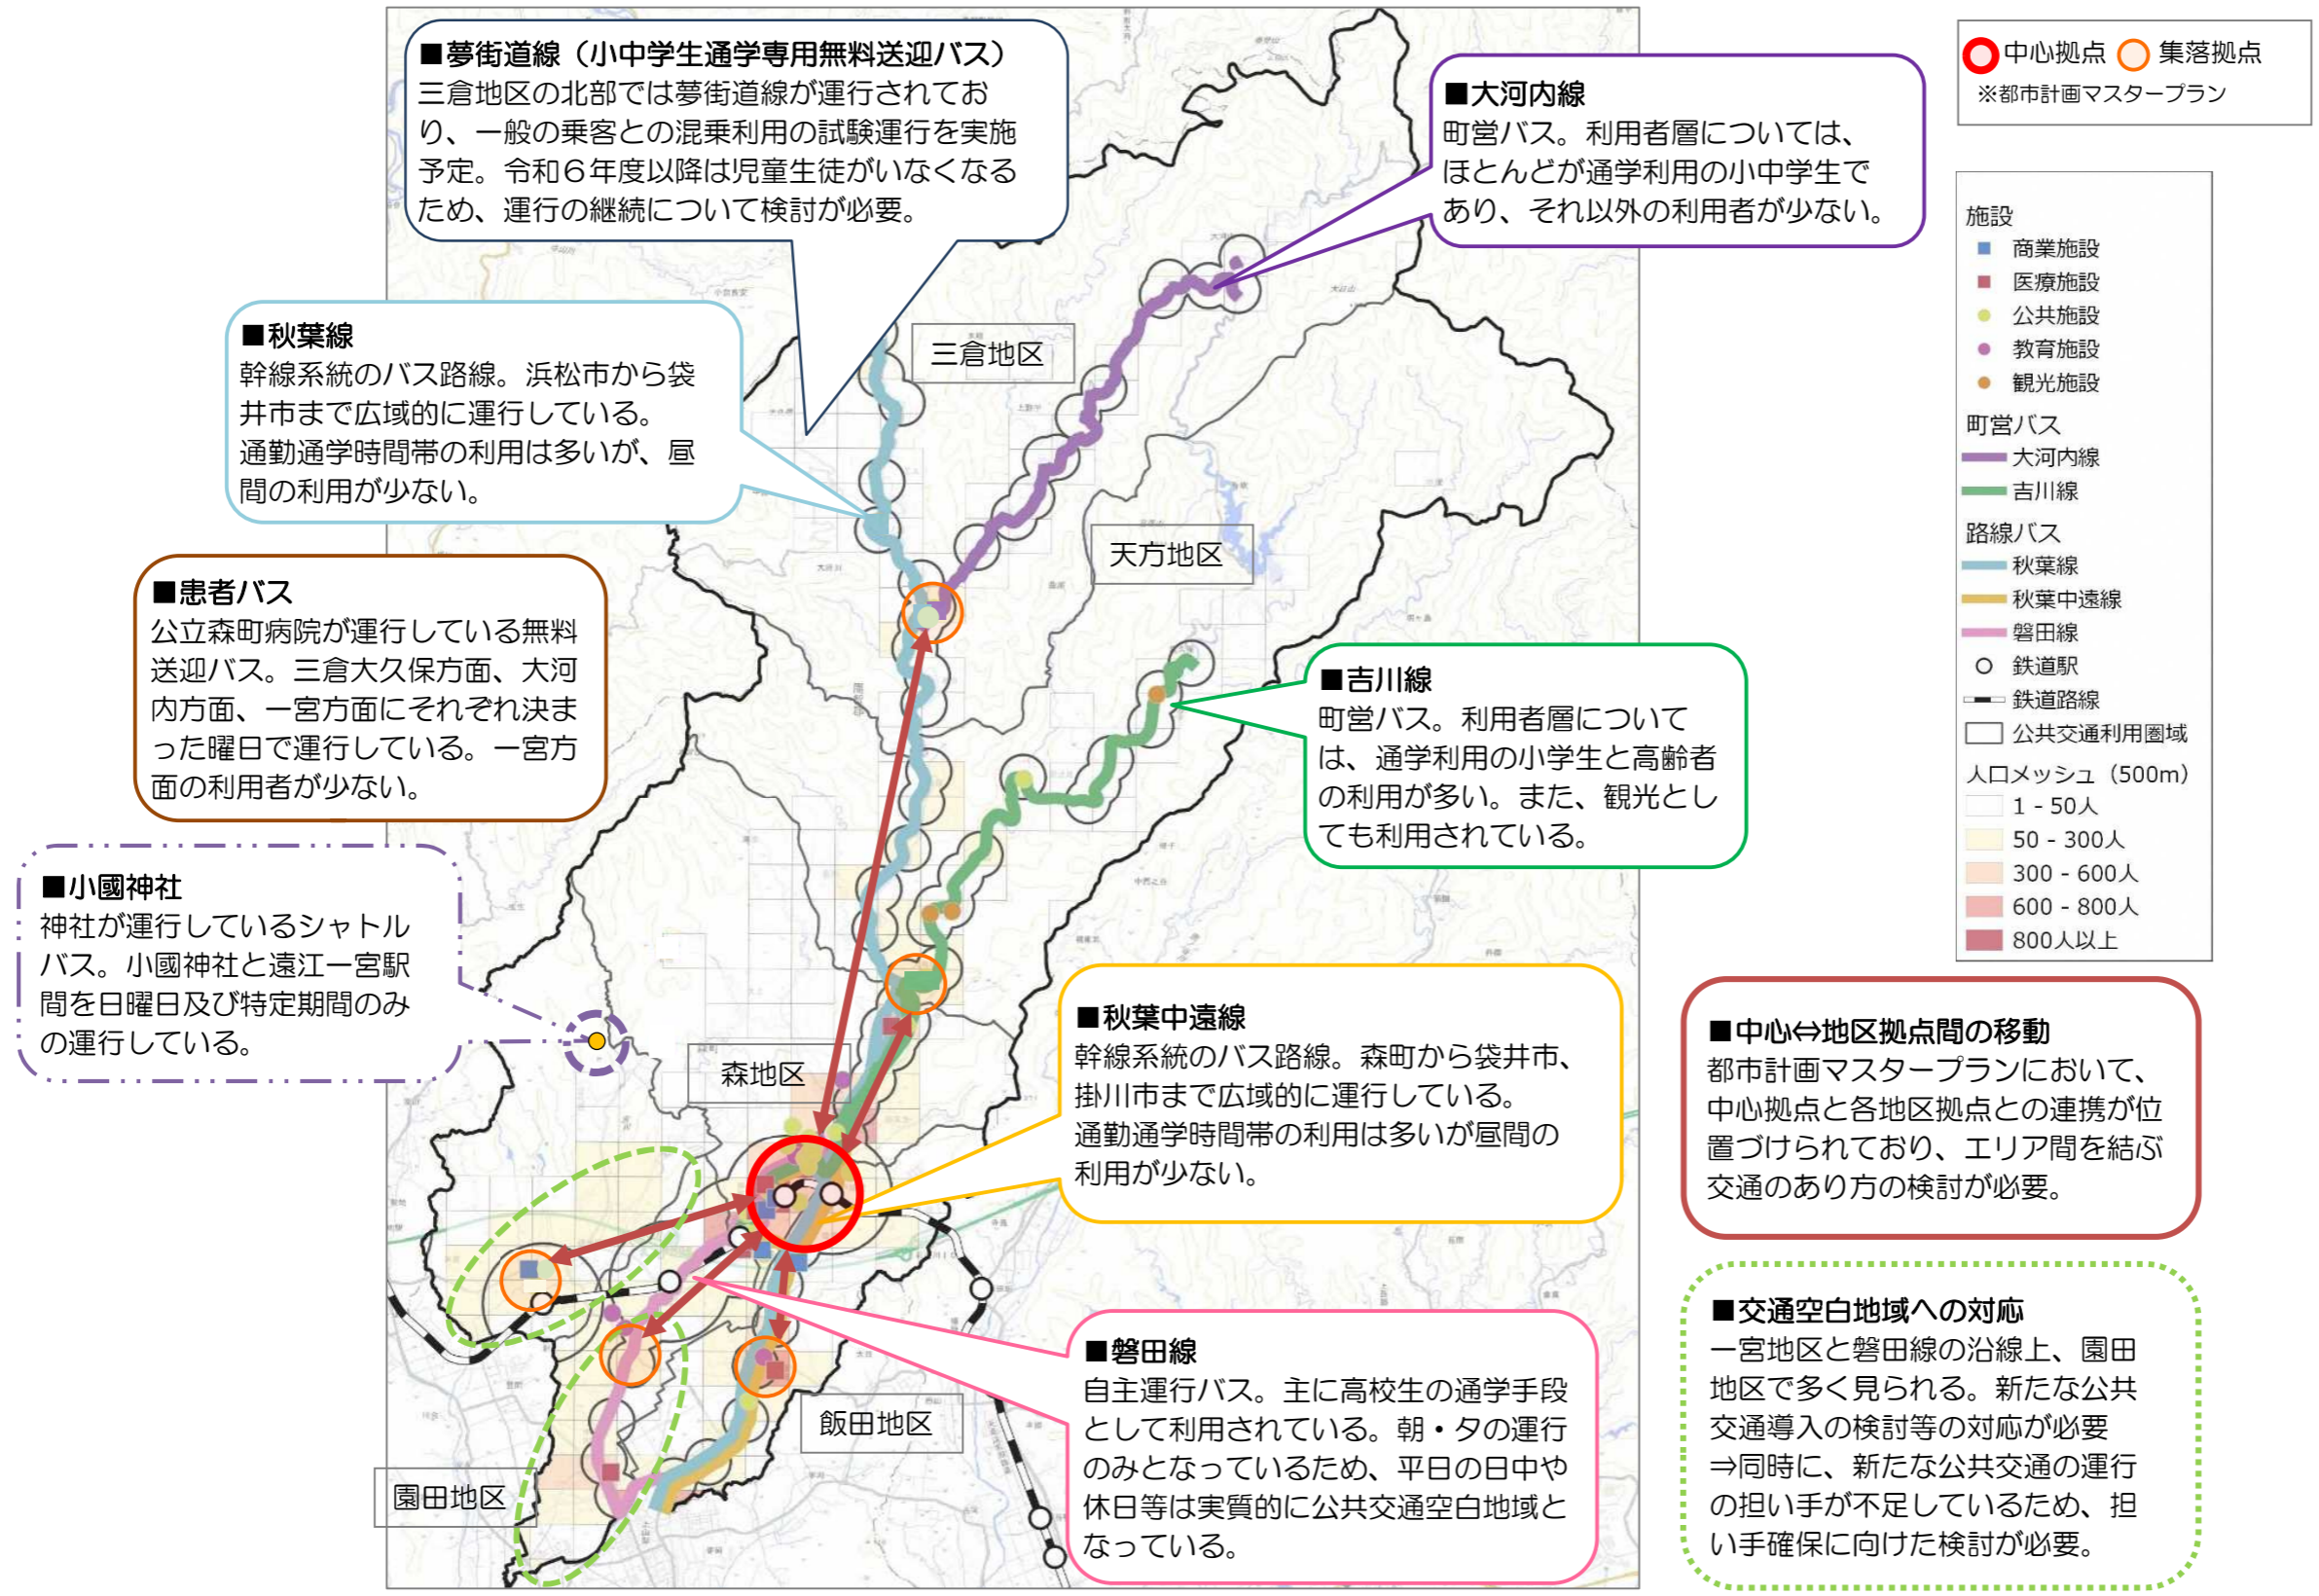 ■夢街道線（小中学生通学専用無料送迎バス）
三倉地区の北部では夢街道線が運行されてお
り、一般の乗客との混乗利用の試験運行を実施
予定。令和６年度以降は児童生徒がいなくなる
ため、運行の継続について検討が必要。
■大河内線
町営バス。利用者層については、
ほとんどが通学利用の小中学生で
あり、それ以外の利用者が少ない。
中心拠点 集落拠点
※都市計画マスタープラン
施設
商業施設
医療施設
公共施設
教育施設
観光施設
町営バス
大河内線
吉川線
路線バス
秋葉線
秋葉中遠線
磐田線
鉄道駅
鉄道路線
公共交通利用圏域
人口メッシュ（500m）
1 - 50人
50 - 300人
300 - 600人
600 - 800人
800人以上
■秋葉線
幹線系統のバス路線。浜松市から袋
井市まで広域的に運行している。
通勤通学時間帯の利用は多いが、昼
間の利用が少ない。
三倉地区
天方地区
■患者バス
公立森町病院が運行している無料
送迎バス。三倉大久保方面、大河
内方面、一宮方面にそれぞれ決ま
った曜日で運行している。一宮方
面の利用者が少ない。
■吉川線
町営バス。利用者層について
は、通学利用の小学生と高齢者
の利用が多い。また、観光とし
ても利用されている。
■小國神社
神社が運行しているシャトル
バス。小國神社と遠江一宮駅
間を日曜日及び特定期間のみ
の運行している。
森地区
■秋葉中遠線
幹線系統のバス路線。森町から袋井市、
掛川市まで広域的に運行している。
通勤通学時間帯の利用は多いが昼間の
利用が少ない。
■中心⇔地区拠点間の移動
都市計画マスタープランにおいて、
中心拠点と各地区拠点との連携が位
置づけられており、エリア間を結ぶ
交通のあり方の検討が必要。
■磐田線
自主運行バス。主に高校生の通学手段
として利用されている。朝・夕の運行
のみとなっているため、平日の日中や
休日等は実質的に公共交通空白地域と
なっている。
飯田地区
園田地区
■交通空白地域への対応
一宮地区と磐田線の沿線上、園田
地区で多く見られる。新たな公共
交通導入の検討等の対応が必要
⇒同時に、新たな公共交通の運行
の担い手が不足しているため、担
い手確保に向けた検討が必要。